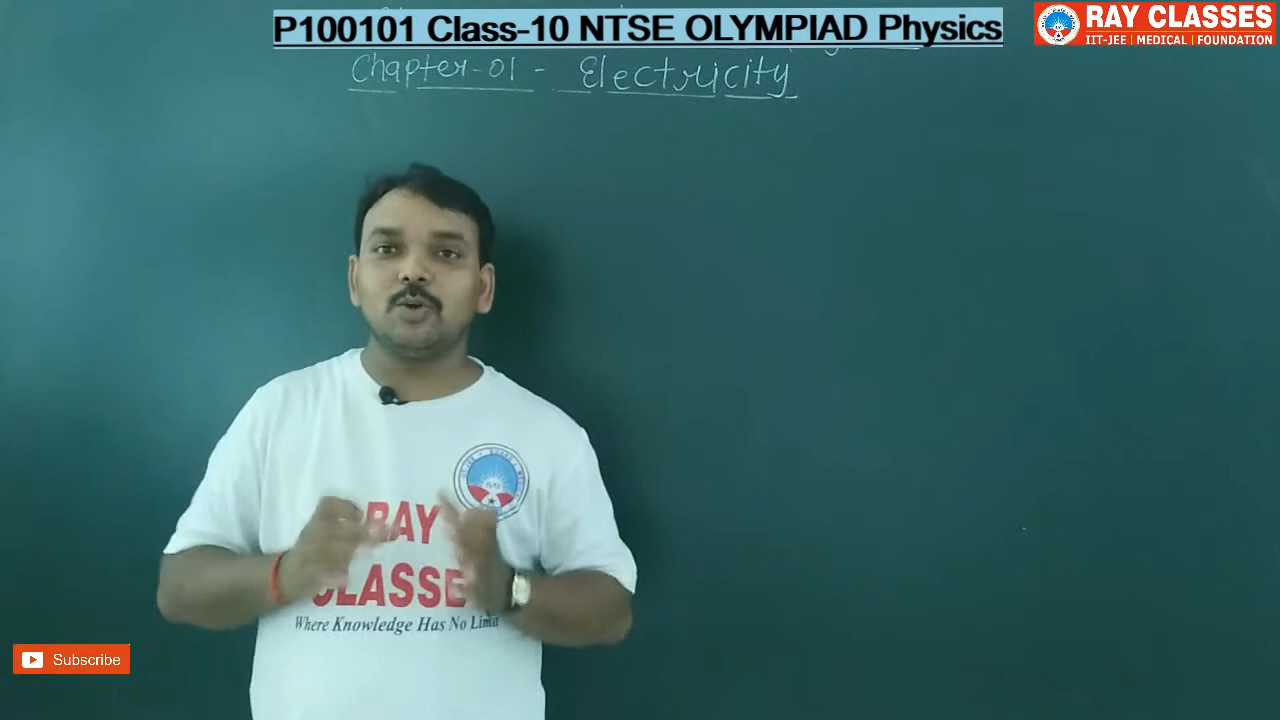 P100101 Class-10 NTSE OLYMPIAD Physics
RAY CLASSES
IIT-JEE | MEDICAL | FOUNDATION
Chapter-01 - Electricity
RAY
CLASSE
Where Knowledge Has No Limit
Subscribe